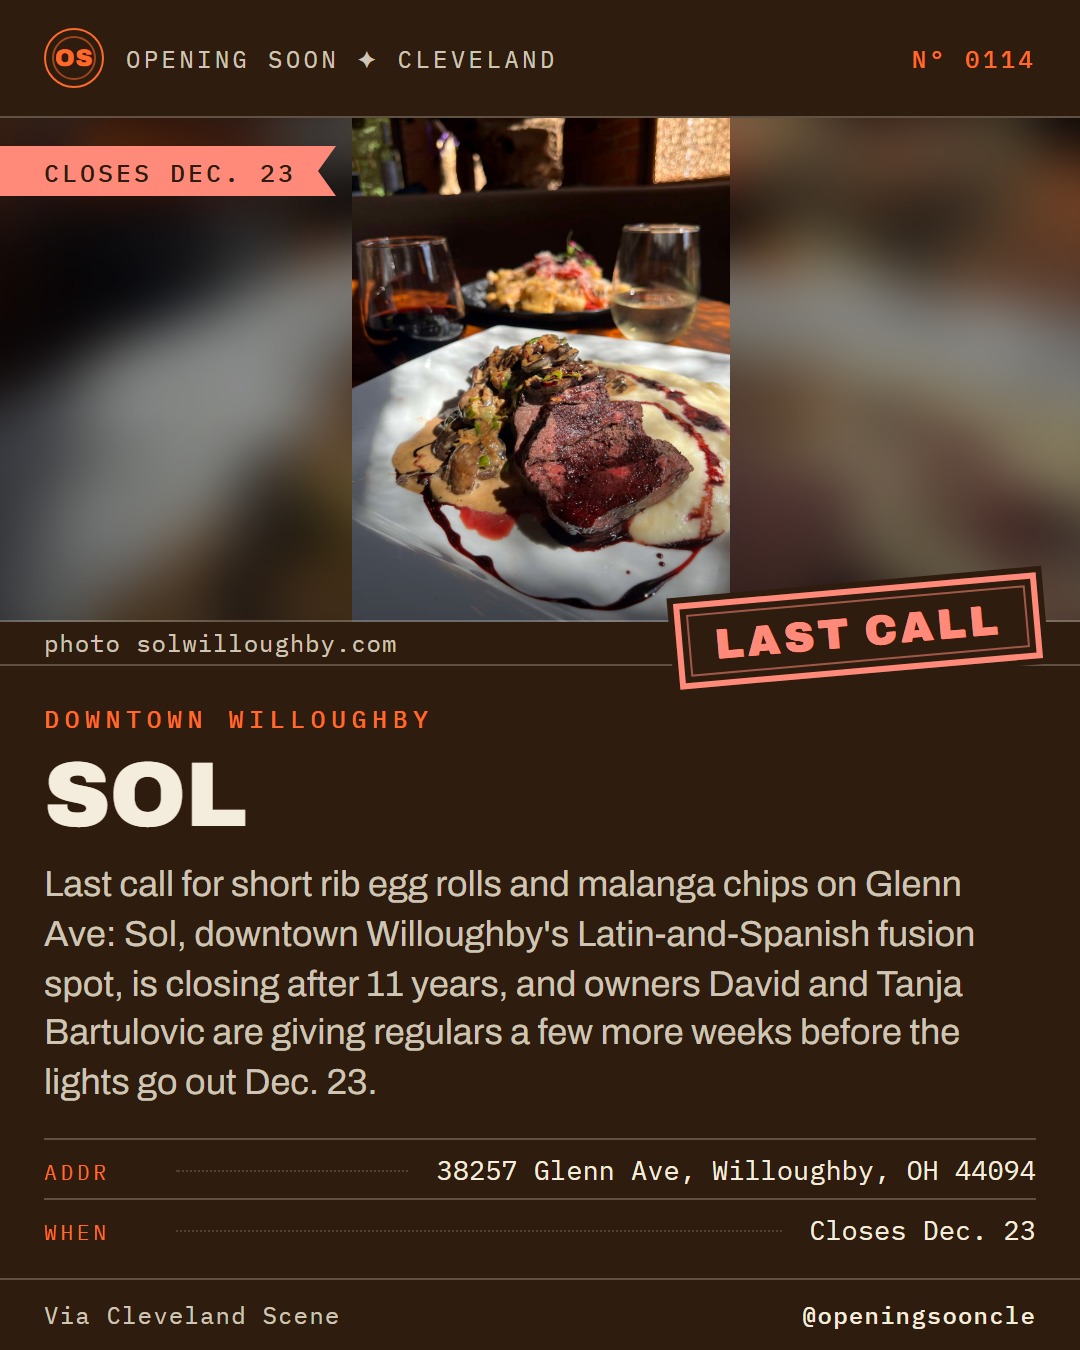 OS OPENING SOON ✦ CLEVELAND
N° 0114
CLOSES DEC. 23
photo solwilloughby.com
LAST CALL
DOWNTOWN WILLOUGHBY
SOL
Last call for short rib egg rolls and malanga chips on Glenn
Ave: Sol, downtown Willoughby's Latin-and-Spanish fusion
spot, is closing after 11 years, and owners David and Tanja
Bartulovic are giving regulars a few more weeks before the
lights go out Dec. 23.
ADDR 38257 Glenn Ave, Willoughby, OH 44094
WHEN Closes Dec. 23
Via Cleveland Scene
@openingsooncle